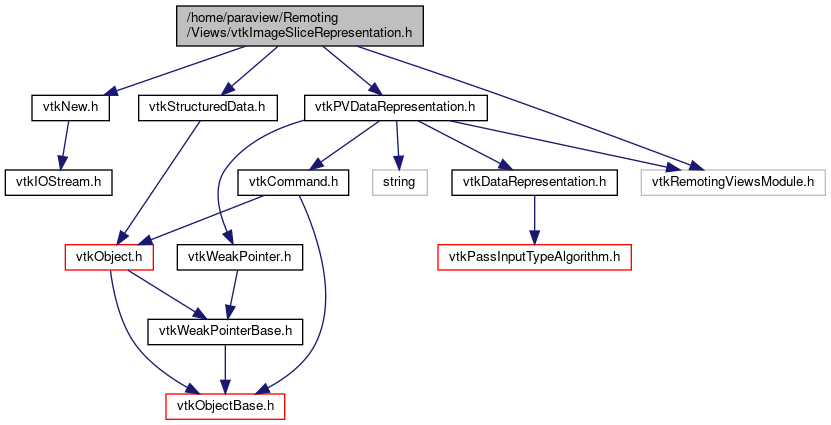 /home/paraview/Remoting
/Views/vtkImageSliceRepresentation.h
vtkNew.h
vtkStructuredData.h
vtkPVDataRepresentation.h
vtkIOStream.h
vtkCommand.h
string
vtkDataRepresentation.h
vtkRemotingViewsModule.h
vtkObject.h
vtkWeakPointer.h
vtkPassInputTypeAlgorithm.h
vtkWeakPointerBase.h
vtkObjectBase.h